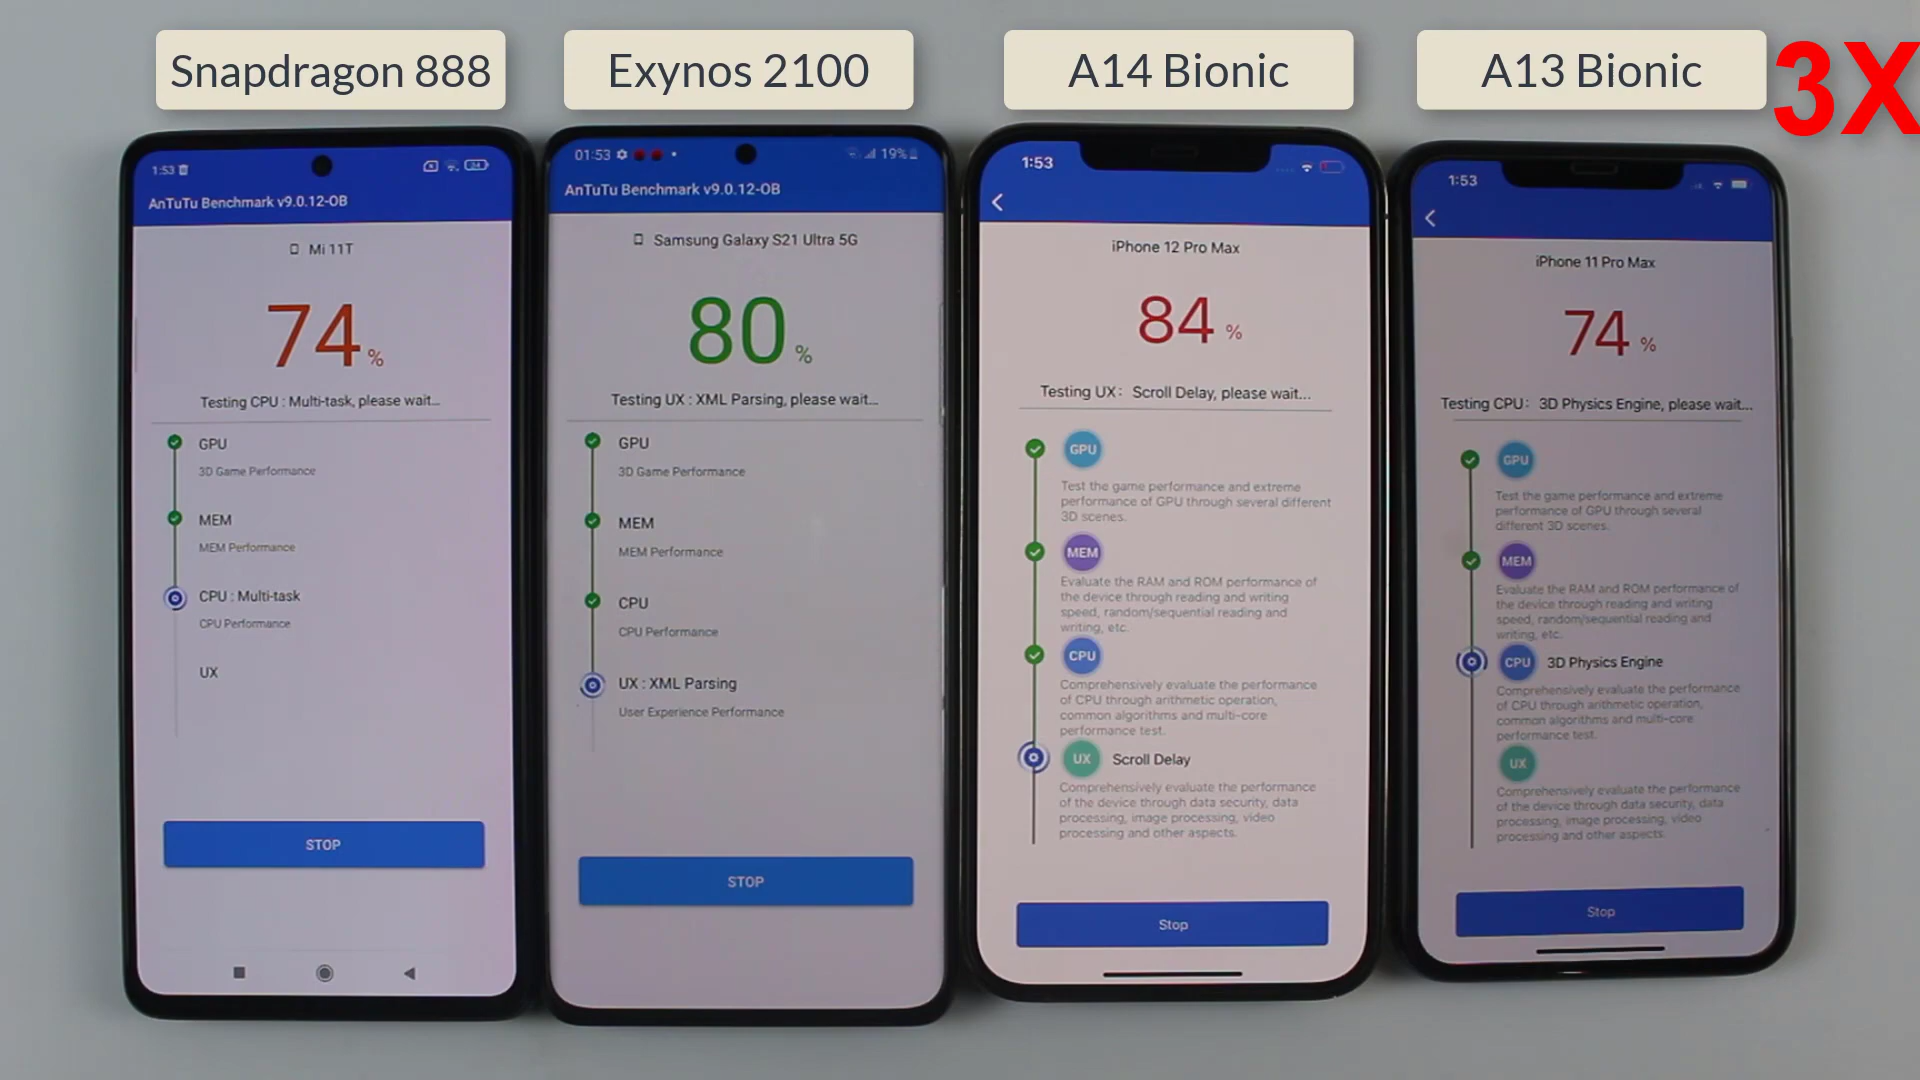 Snapdragon 888
Exynos 2100
A14 Bionic
A13 Bionic
3X
1:53
24
AnTuTu Benchmark v9.0.12-OB
Mi 11T
74 %
Testing CPU : Multi-task, please wait...
GPU
3D Game Performance
MEM
MEM Performance
CPU : Multi-task
CPU Performance
UX
STOP
01:53
19%
AnTuTu Benchmark v9.0.12-OB
Samsung Galaxy S21 Ultra 5G
80 %
Testing UX : XML Parsing, please wait...
GPU
3D Game Performance
MEM
MEM Performance
CPU
CPU Performance
UX : XML Parsing
User Experience Performance
STOP
1:53
iPhone 12 Pro Max
84 %
Testing UX： Scroll Delay, please wait...
GPU
Test the game performance and extreme
performance of GPU through several different
3D scenes.
MEM
Evaluate the RAM and ROM performance of
the device through reading and writing
speed, random/sequential reading and
writing, etc.
CPU
Comprehensively evaluate the performance
of CPU through arithmetic operation,
common algorithms and multi-core
performance test.
UX Scroll Delay
Comprehensively evaluate the performance
of the device through data security, data
processing, image processing, video
processing and other aspects.
Stop
1:53
iPhone 11 Pro Max
74 %
Testing CPU： 3D Physics Engine, please wait...
GPU
Test the game performance and extreme
performance of GPU through several
different 3D scenes.
MEM
Evaluate the RAM and ROM performance of
the device through reading and writing
speed, random/sequential reading and
writing, etc.
CPU 3D Physics Engine
Comprehensively evaluate the performance
of CPU through arithmetic operation,
common algorithms and multi-core
performance test.
UX
Comprehensively evaluate the performance
of the device through data security, data
processing, image processing, video
processing and other aspects.
Stop